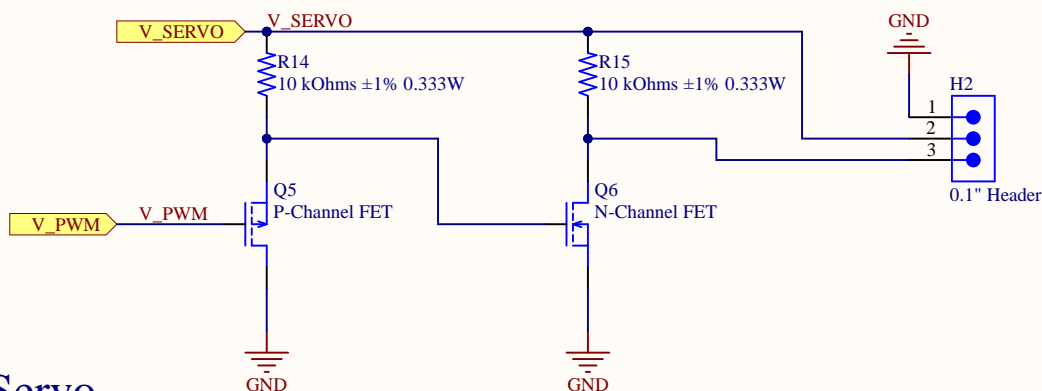 V_SERVO
V_SERVO
GND
R14
10 kOhms ±1% 0.333W
R15
10 kOhms ±1% 0.333W
H2
1
2
3
0.1" Header
Q5
P-Channel FET
Q6
N-Channel FET
V_PWM
V_PWM
GND
GND
Servo